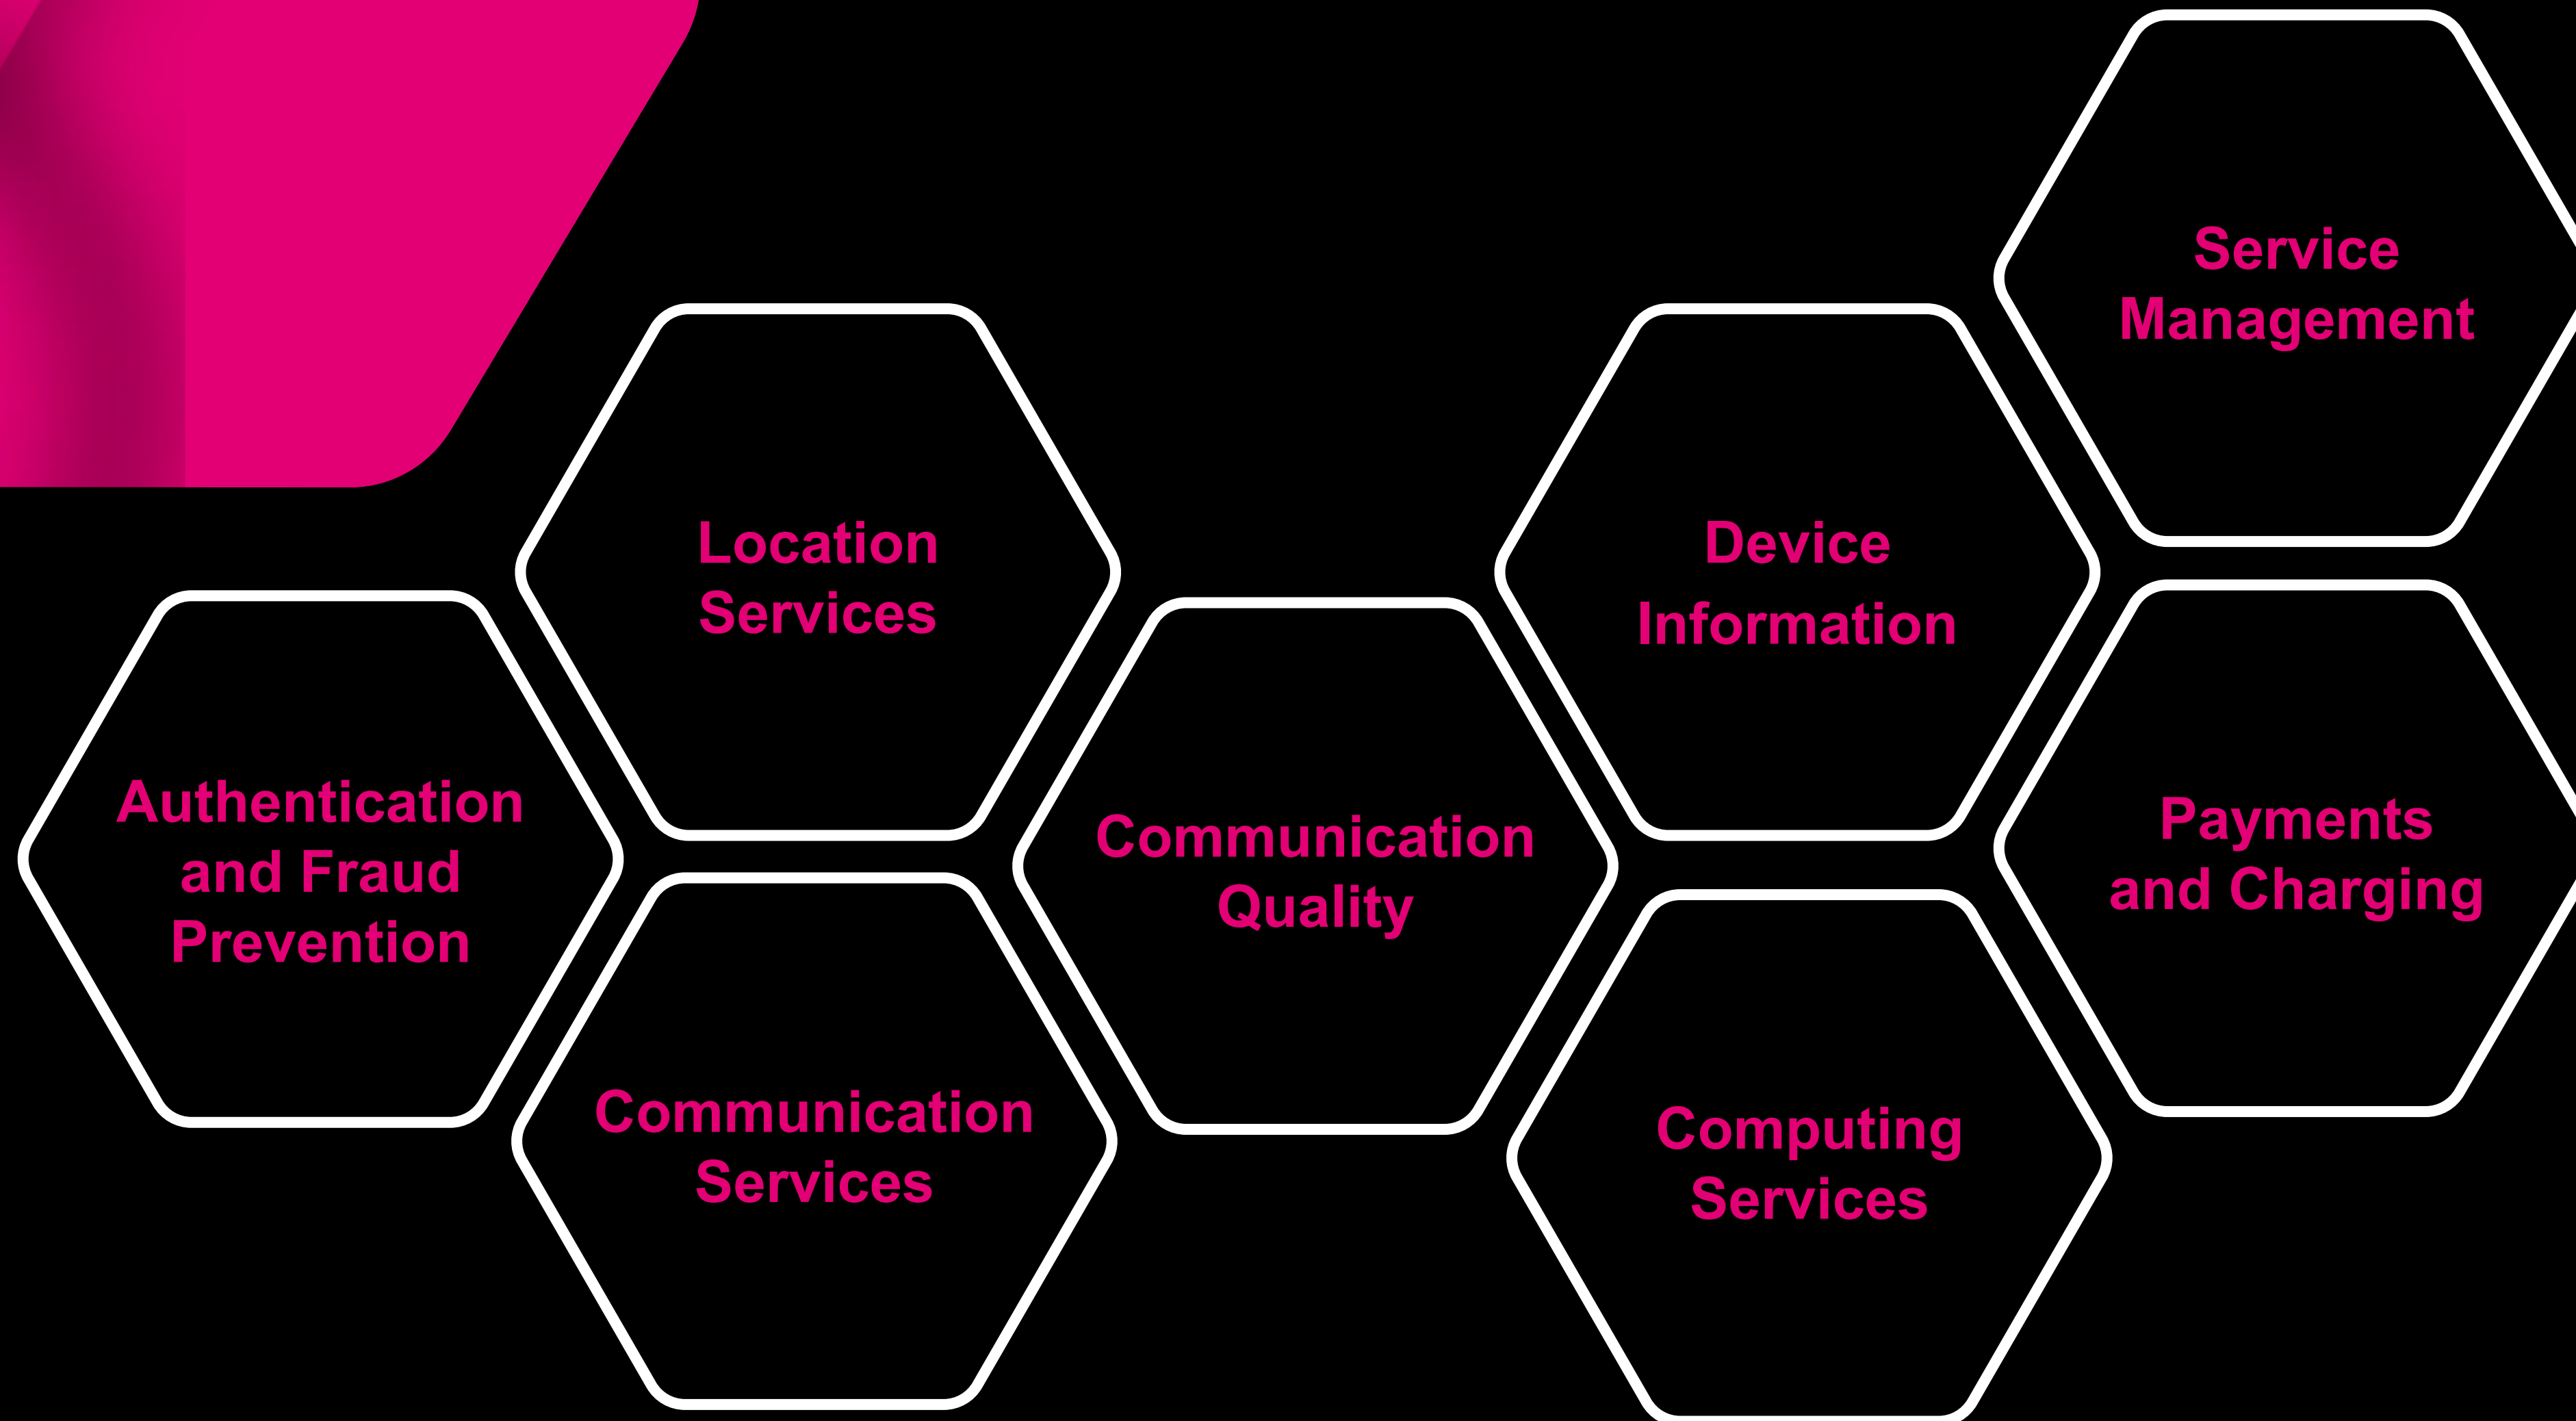 Service
Management
Location
Services
Device
Information
Authentication
and Fraud
Prevention
Communication
Quality
Payments
and Charging
Communication
Services
Computing
Services